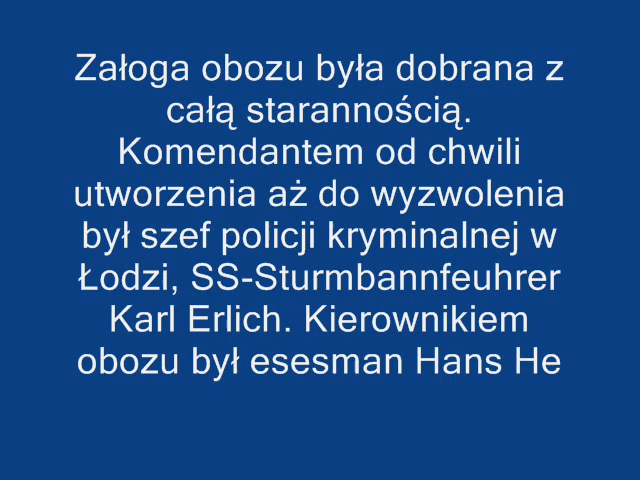 Załoga obozu była dobrana z
całą starannością.
Komendantem od chwili
utworzenia aż do wyzwolenia
był szef policji kryminalnej w
Łodzi, SS-Sturmbannfeuhrer
Karl Erlich. Kierownikiem
obozu był esesman Hans He